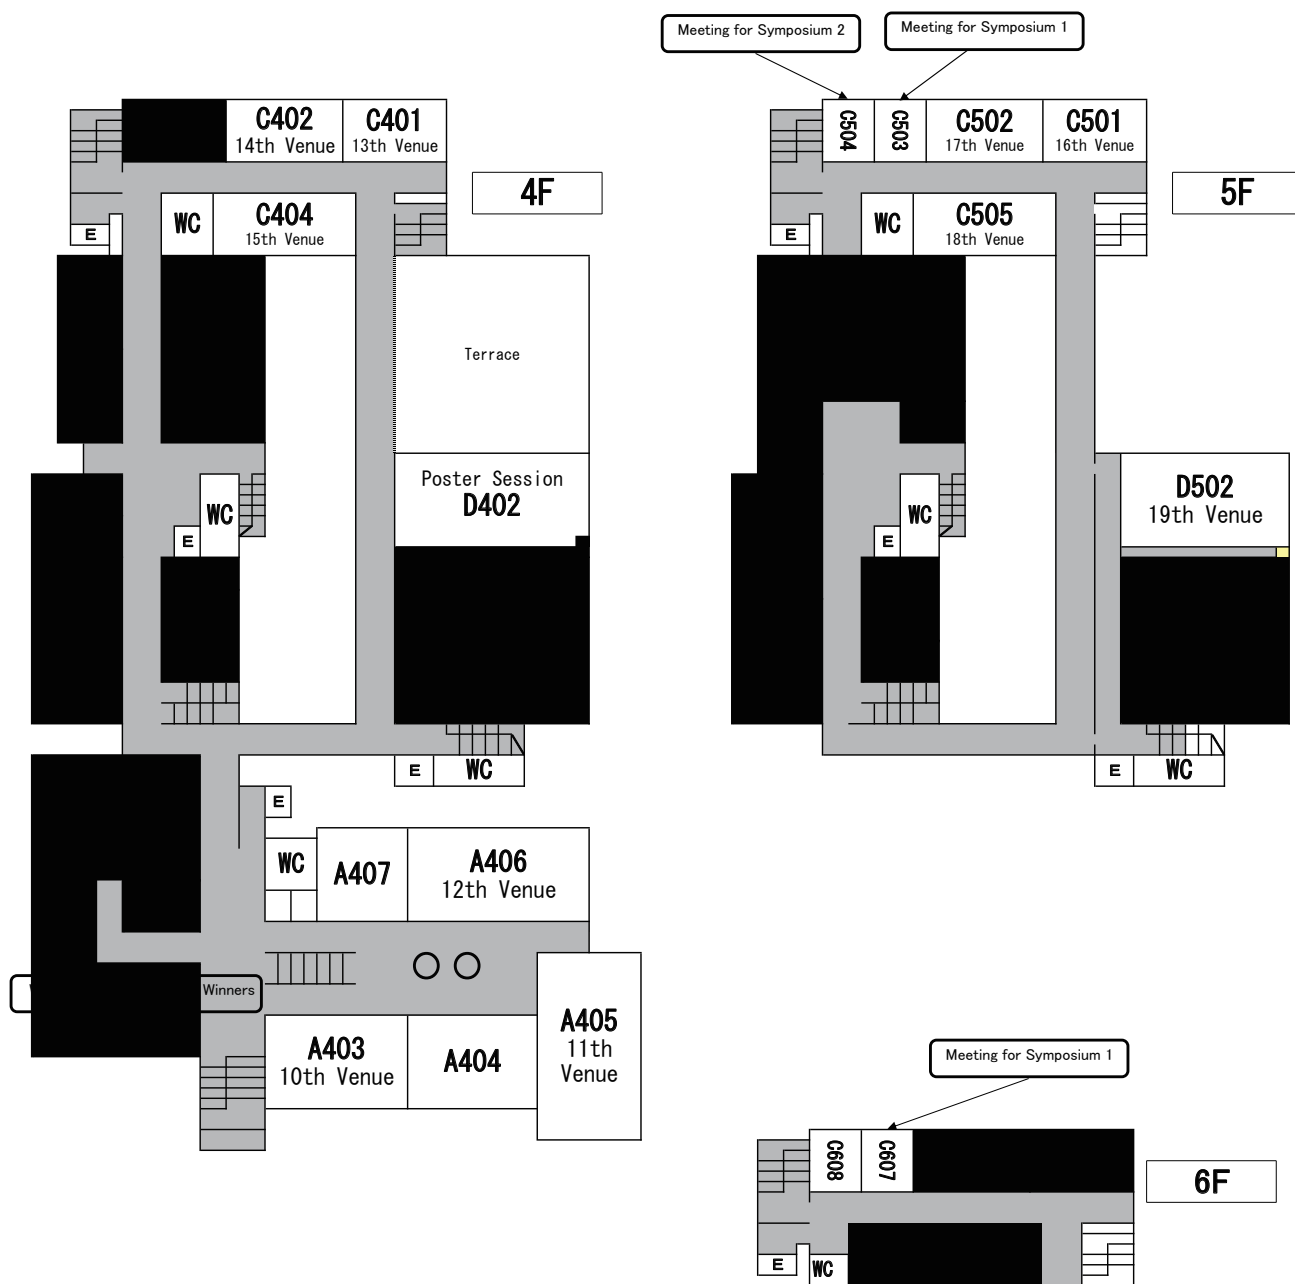 Meeting for Symposium 2
Meeting for Symposium 1
C402
14th Venue
C401
13th Venue
4F
WC
C404
15th Venue
E
Terrace
Poster Session
D402
WC
E
E
WC
E
WC
A407
A406
12th Venue
Winners
A403
10th Venue
A404
A405
11th
Venue
C504
C503
C502
17th Venue
C501
16th Venue
5F
WC
C505
18th Venue
E
D502
19th Venue
WC
E
E
WC
Meeting for Symposium 1
C608
C607
6F
E
WC